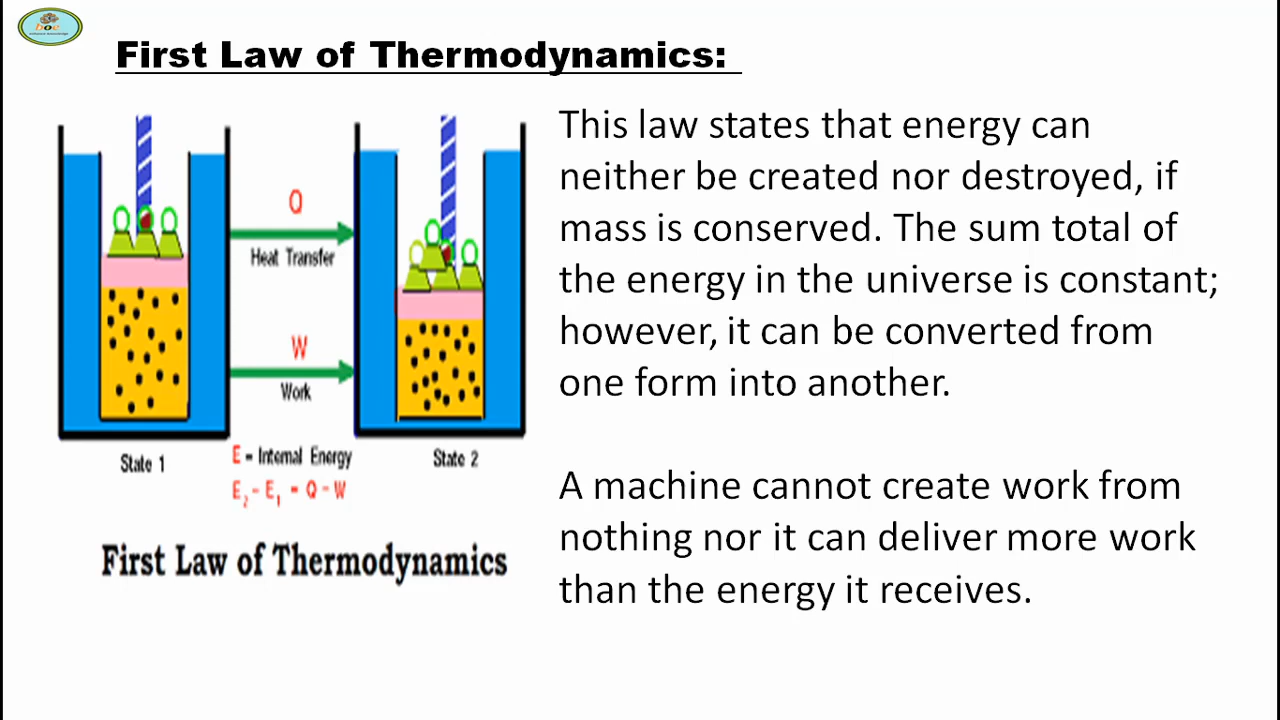 First Law of Thermodynamics:
This law states that energy can
neither be created nor destroyed, if
mass is conserved. The sum total of
the energy in the universe is constant;
however, it can be converted from
one form into another.
A machine cannot create work from
nothing nor it can deliver more work
than the energy it receives.
Q
Heat Transfer
W
Work
State 1
E = Internal Energy
State 2
E₂ - E₁ = Q - W
First Law of Thermodynamics